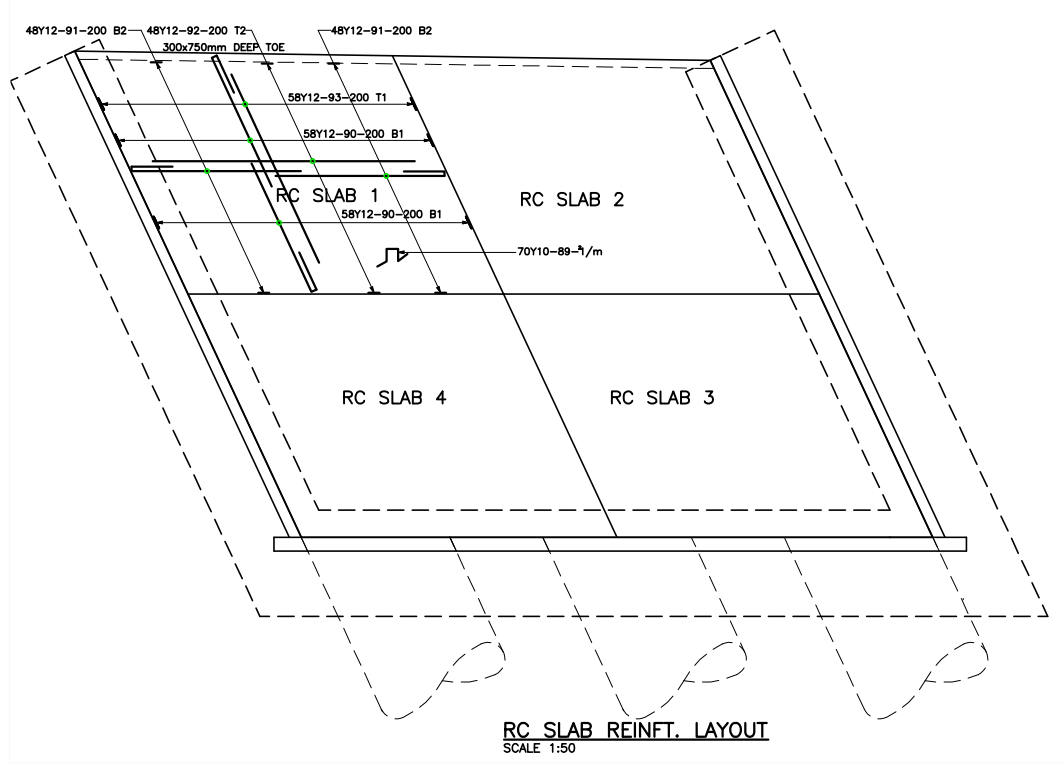 48Y12-91-200 B2
48Y12-92-200 T2
48Y12-91-200 B2
300x750mm DEEP TOE
58Y12-93-200 T1
58Y12-90-200 B1
RC SLAB 1
RC SLAB 2
58Y12-90-200 B1
70Y10-89-²1/m
RC SLAB 4
RC SLAB 3
RC SLAB REINFT. LAYOUT
SCALE 1:50